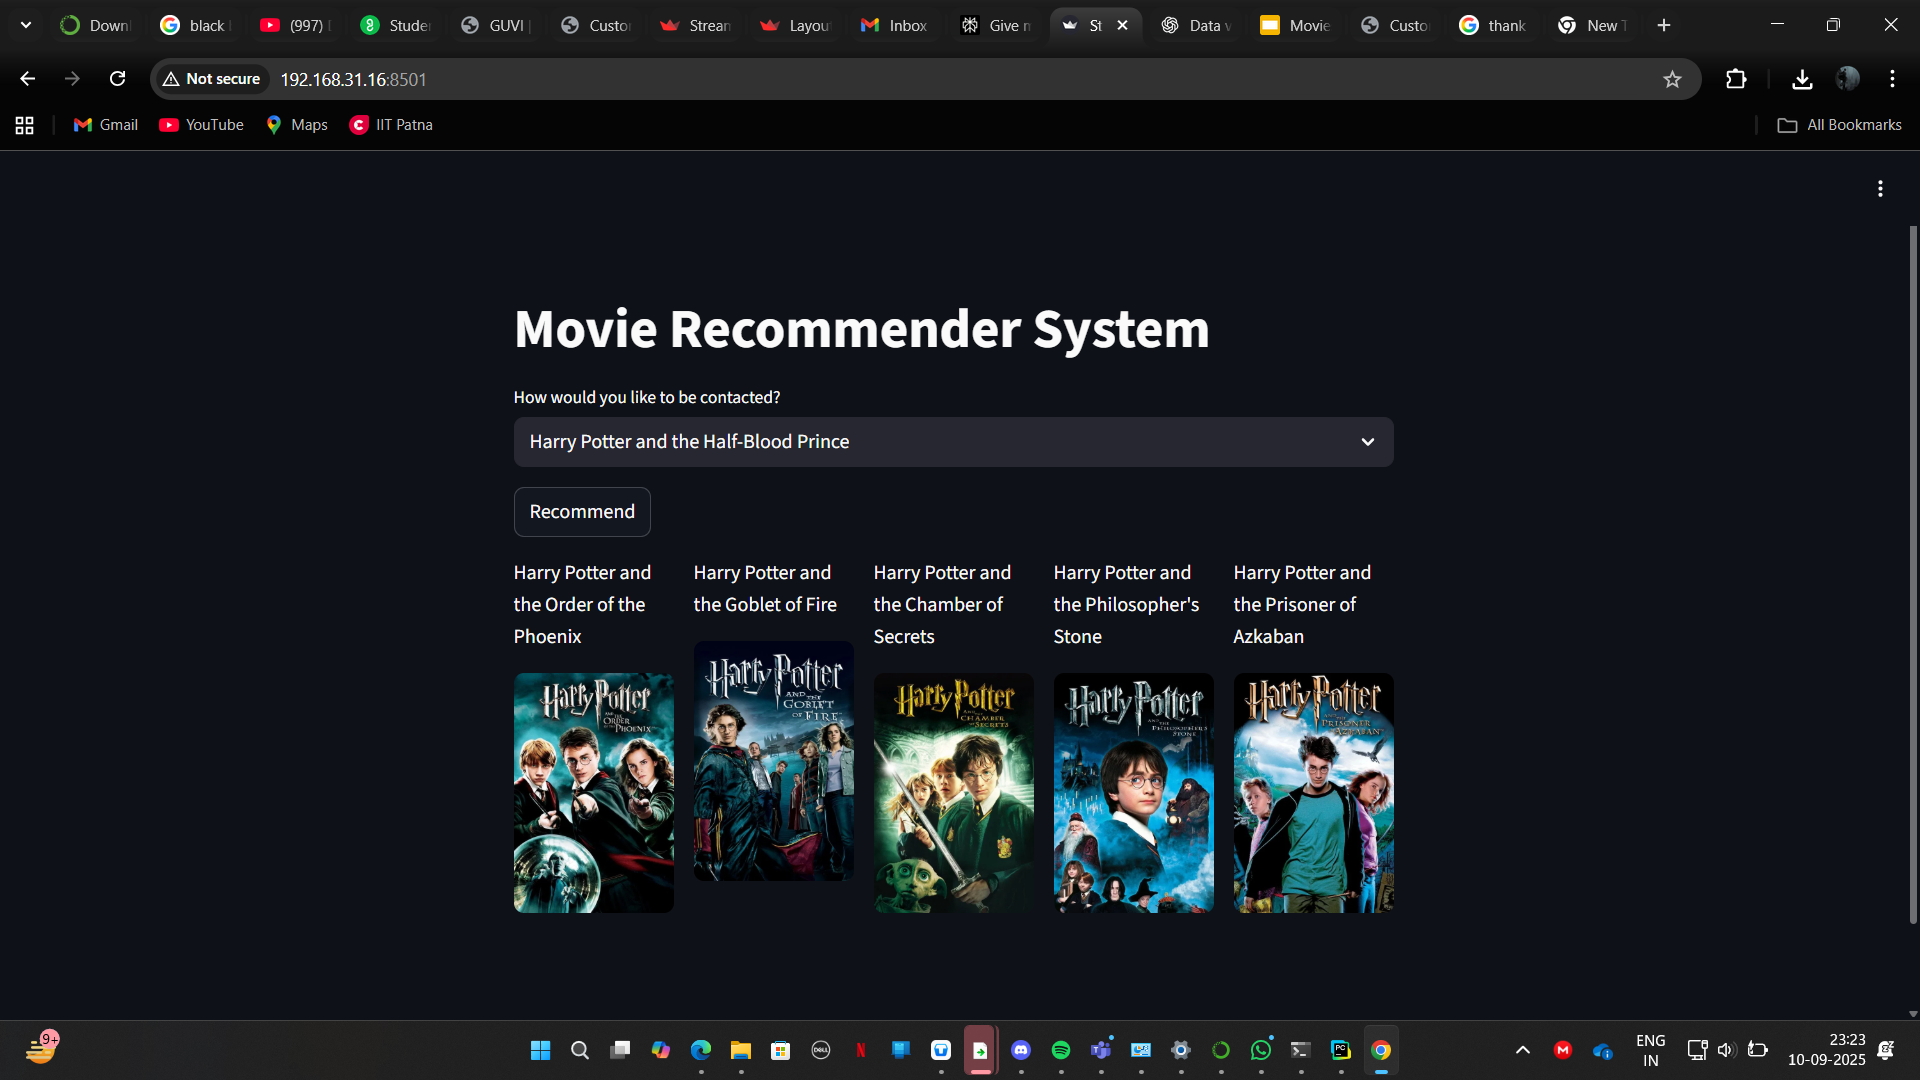 Down
black
(997)
Studen
GUVI |
Custo
Stream
Layou
Inbox
Give m
St
Data v
Movie
Custo
thank
New T
Not secure
192.168.31.16:8501
Gmail
YouTube
Maps
IIT Patna
All Bookmarks
Movie Recommender System
How would you like to be contacted?
Harry Potter and the Half-Blood Prince
Recommend
Harry Potter and
the Order of the
Phoenix
Harry Potter and
the Goblet of Fire
Harry Potter and
the Chamber of
Secrets
Harry Potter and
the Philosopher's
Stone
Harry Potter and
the Prisoner of
Azkaban
Harry Potter
AND THE
ORDER
OF THE PHOENIX
Harry Potter
AND THE
GOBLET
OF FIRE
Harry Potter
AND THE
CHAMBER
OF SECRETS
Harry Potter
AND THE
PHILOSOPHER'S
STONE
Harry Potter
AND THE
PRISONER
OF AZKABAN
9+
DELL
N
PC
M
ENG
IN
23:23
10-09-2025